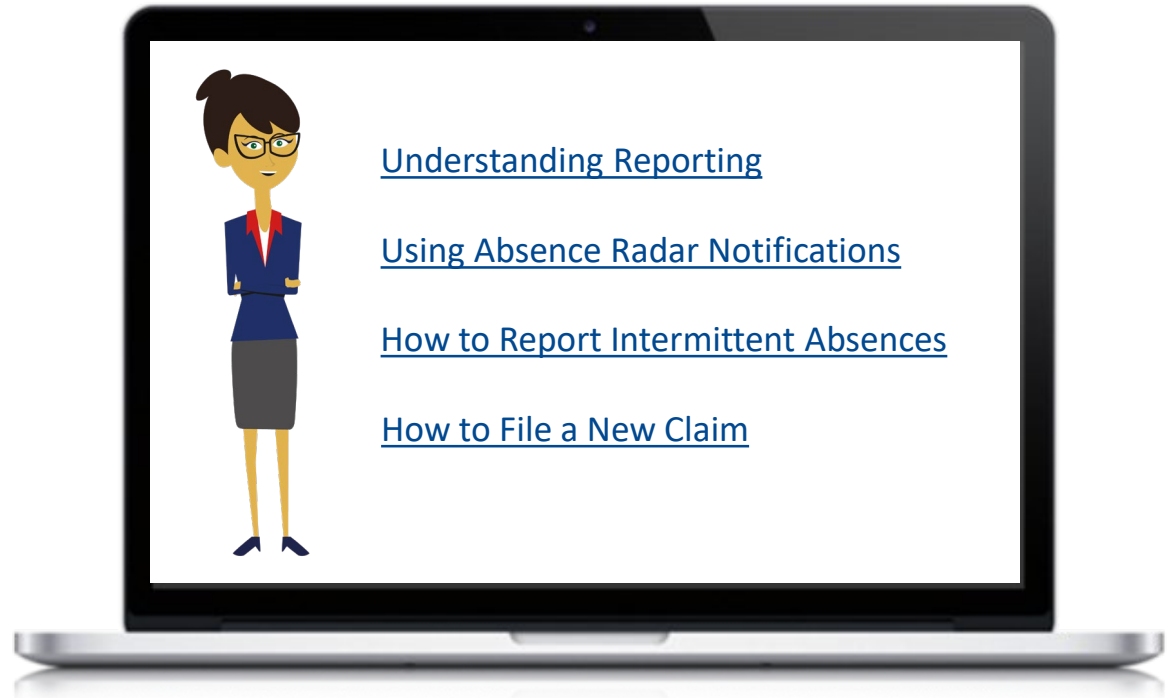 Understanding Reporting
Using Absence Radar Notifications
How to Report Intermittent Absences
How to File a New Claim